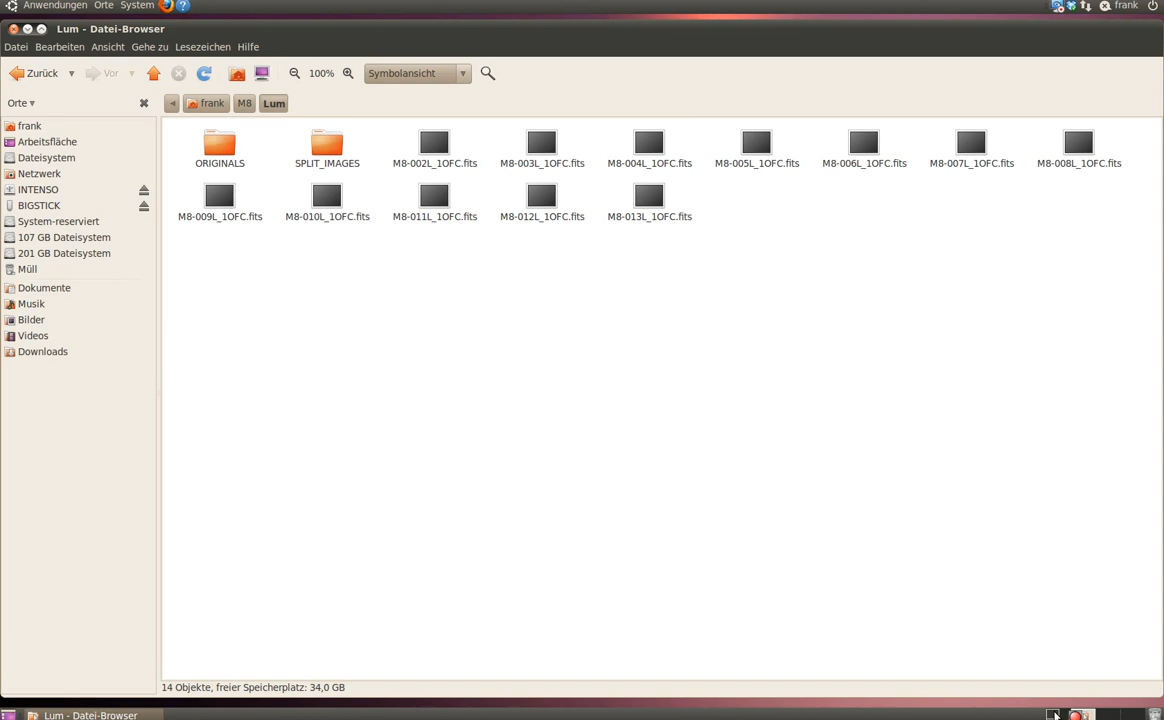 Anwendungen Orte System frank
Lum - Datei-Browser
Datei Bearbeiten Ansicht Gehe zu Lesezeichen Hilfe
Zurück Vor 100% Symbolansicht
Orte frank M8 Lum
frank
Arbeitsfläche
Dateisystem
Netzwerk
INTENSO
BIGSTICK
System-reserviert
107 GB Dateisystem
201 GB Dateisystem
Müll
Dokumente
Musik
Bilder
Videos
Downloads
ORIGINALS SPLIT_IMAGES M8-002L_1OFC.fits M8-003L_1OFC.fits M8-004L_1OFC.fits M8-005L_1OFC.fits M8-006L_1OFC.fits M8-007L_1OFC.fits M8-008L_1OFC.fits
M8-009L_1OFC.fits M8-010L_1OFC.fits M8-011L_1OFC.fits M8-012L_1OFC.fits M8-013L_1OFC.fits
14 Objekte, freier Speicherplatz: 34,0 GB
Lum - Datei-Browser